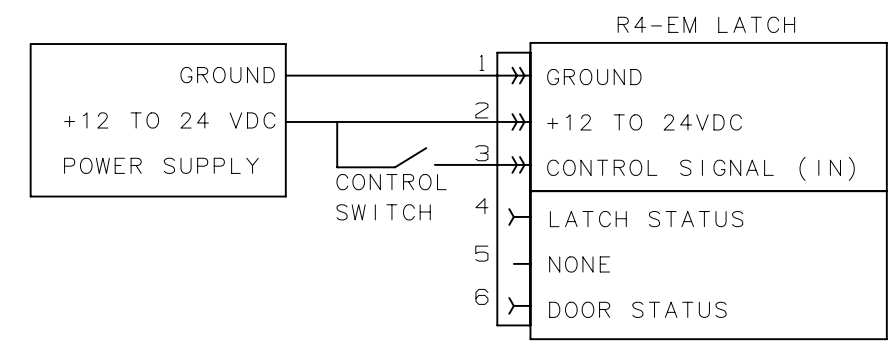 R4-EM LATCH
GROUND
+12 TO 24 VDC
POWER SUPPLY
CONTROL
SWITCH
1
GROUND
2
+12 TO 24VDC
3
CONTROL SIGNAL (IN)
4
LATCH STATUS
5
NONE
6
DOOR STATUS